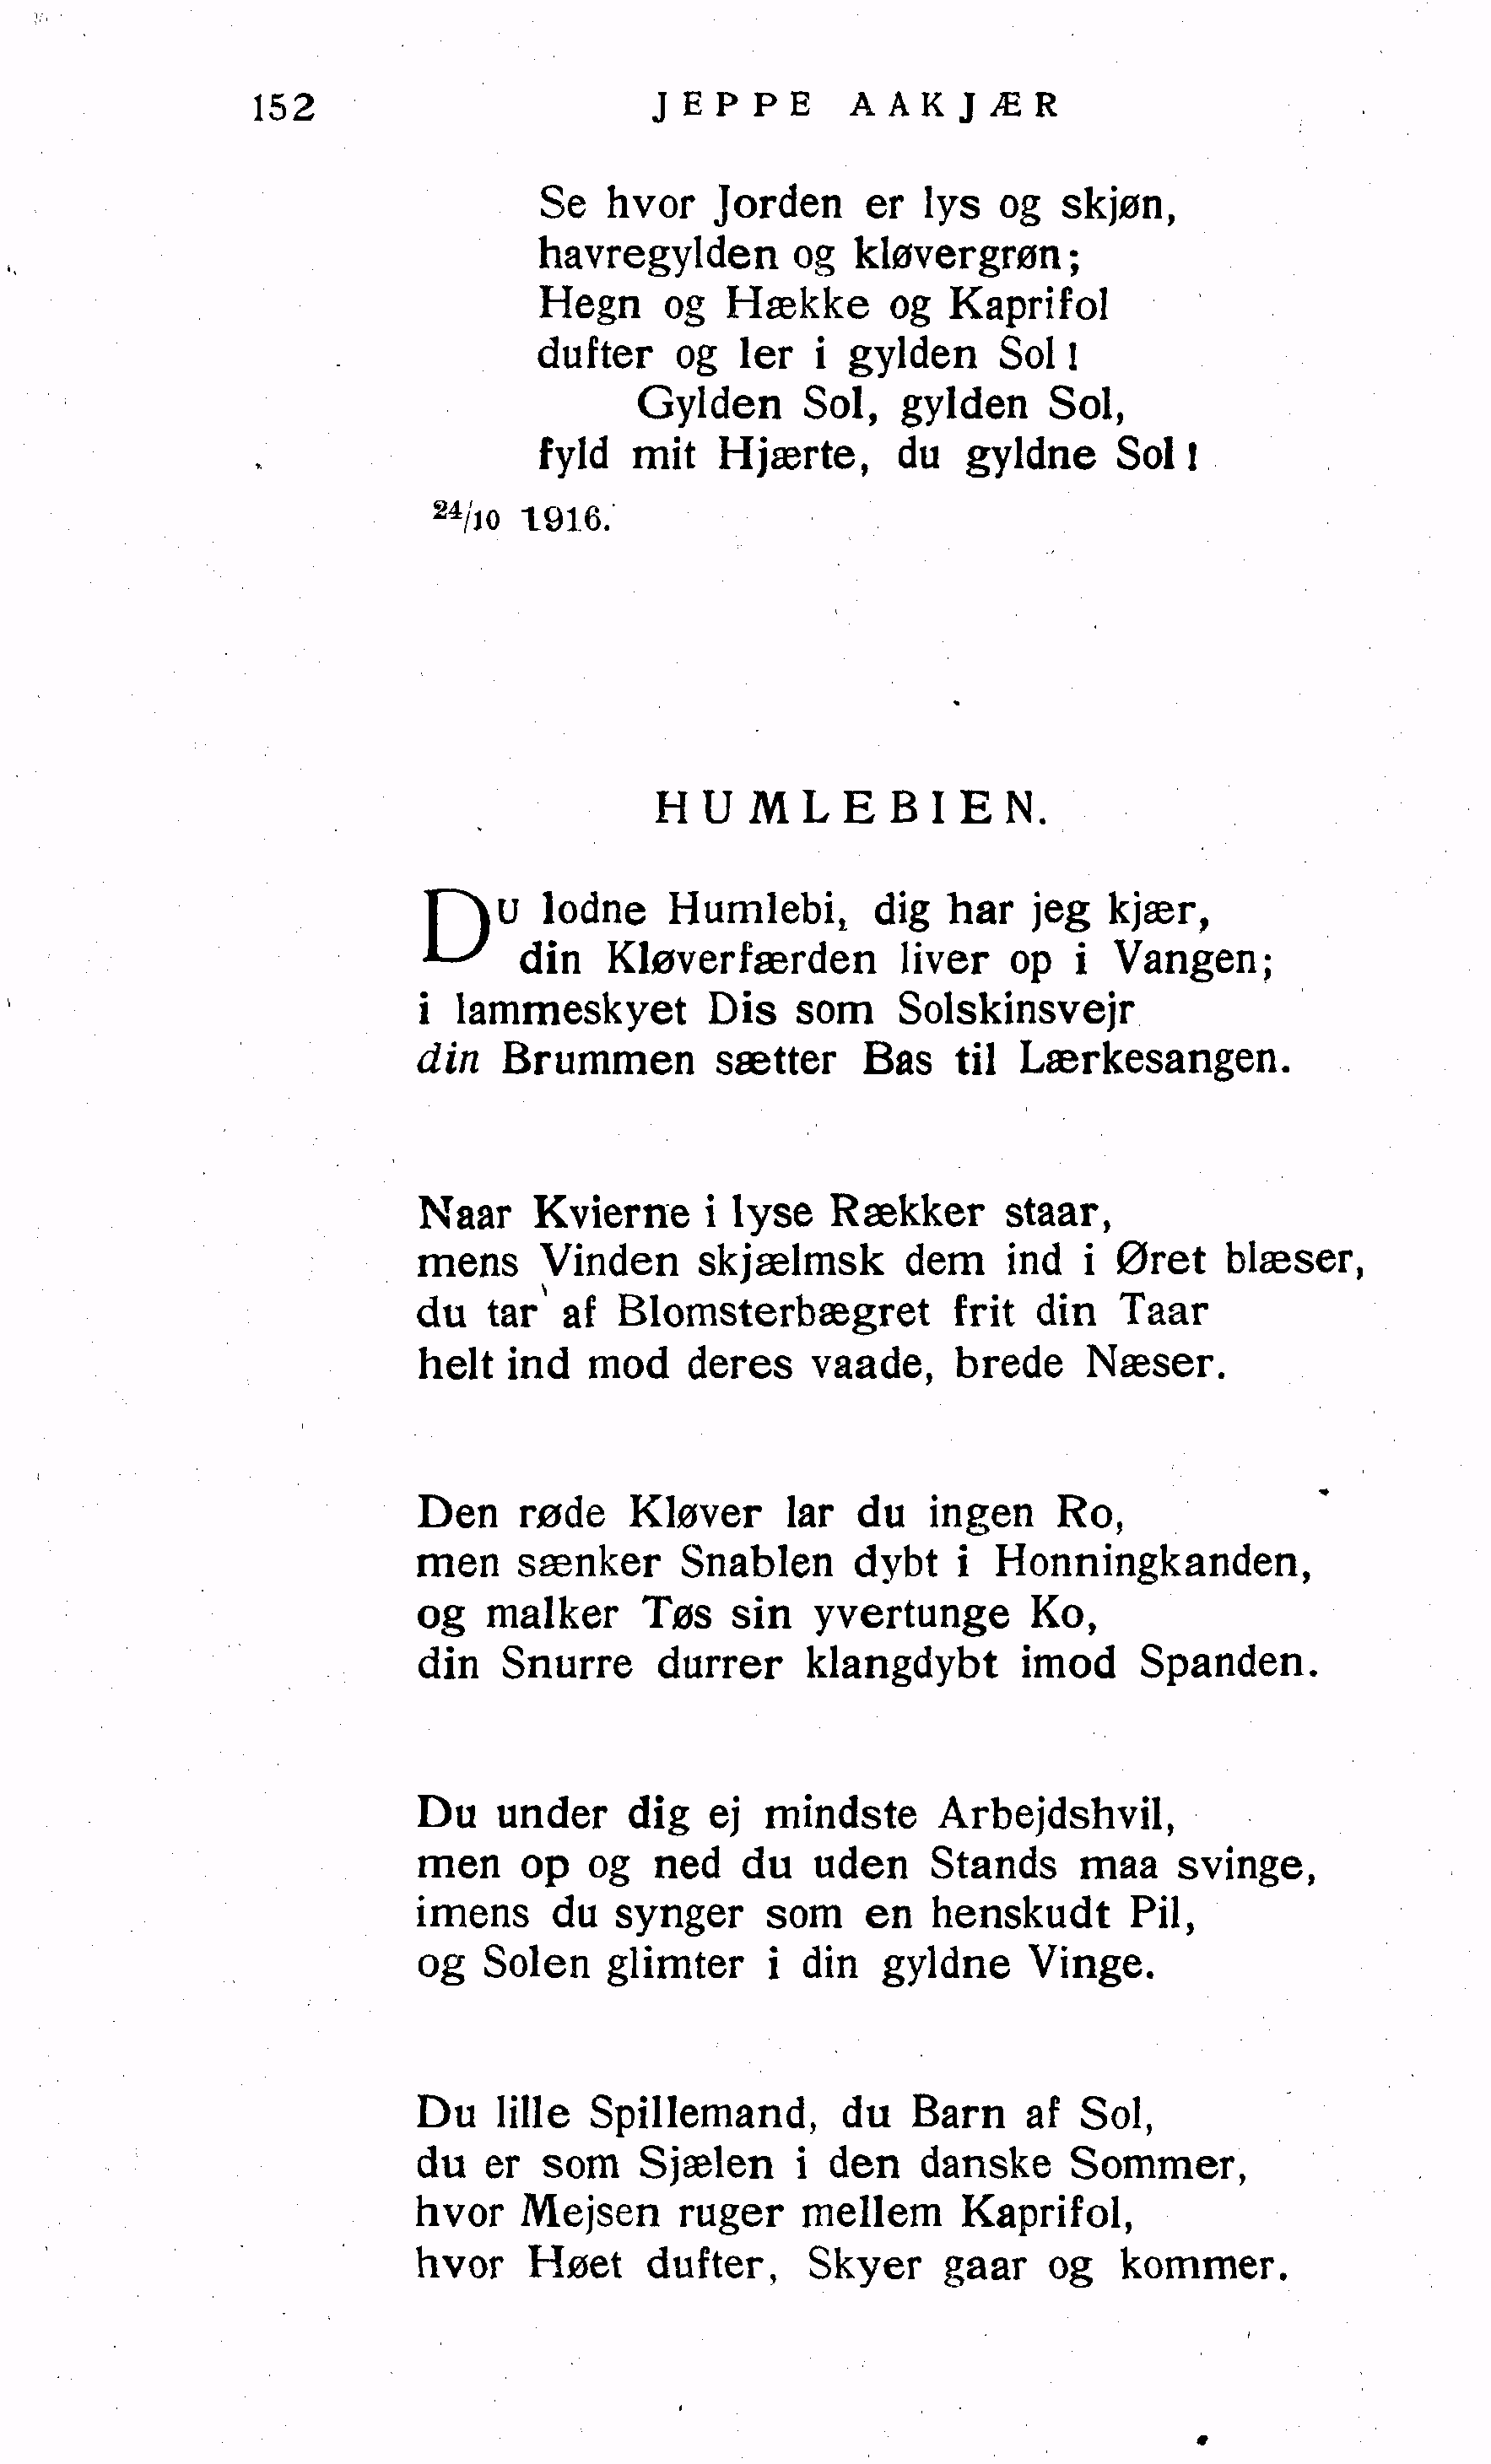 152 JEPPE AAKJÆR
Se hvor Jorden er lys og skjøn,
havregylden og kløvergrøn;
Hegn og Hække og Kaprifol
dufter og ler i gylden Sol!
Gylden Sol, gylden Sol,
fyld mit Hjærte, du gyldne Sol!
24/10 1916.
HUMLEBIEN.
DU lodne Humlebi, dig har jeg kjær,
din Kløverfærden liver op i Vangen;
i lammeskyet Dis som Solskinsvejr
din Brummen sætter Bas til Lærkesangen.
Naar Kvierne i lyse Rækker staar,
mens Vinden skjælmsk dem ind i Øret blæser,
du tar af Blomsterbægret frit din Taar
helt ind mod deres vaade, brede Næser.
Den røde Kløver lar du ingen Ro,
men sænker Snablen dybt i Honningkanden,
og malker Tøs sin yvertunge Ko,
din Snurre durrer klangdybt imod Spanden.
Du under dig ej mindste Arbejdshvil,
men op og ned du uden Stands maa svinge,
imens du synger som en henskudt Pil,
og Solen glimter i din gyldne Vinge.
Du lille Spillemand, du Barn af Sol,
du er som Sjælen i den danske Sommer,
hvor Mejsen ruger mellem Kaprifol,
hvor Høet dufter, Skyer gaar og kommer.